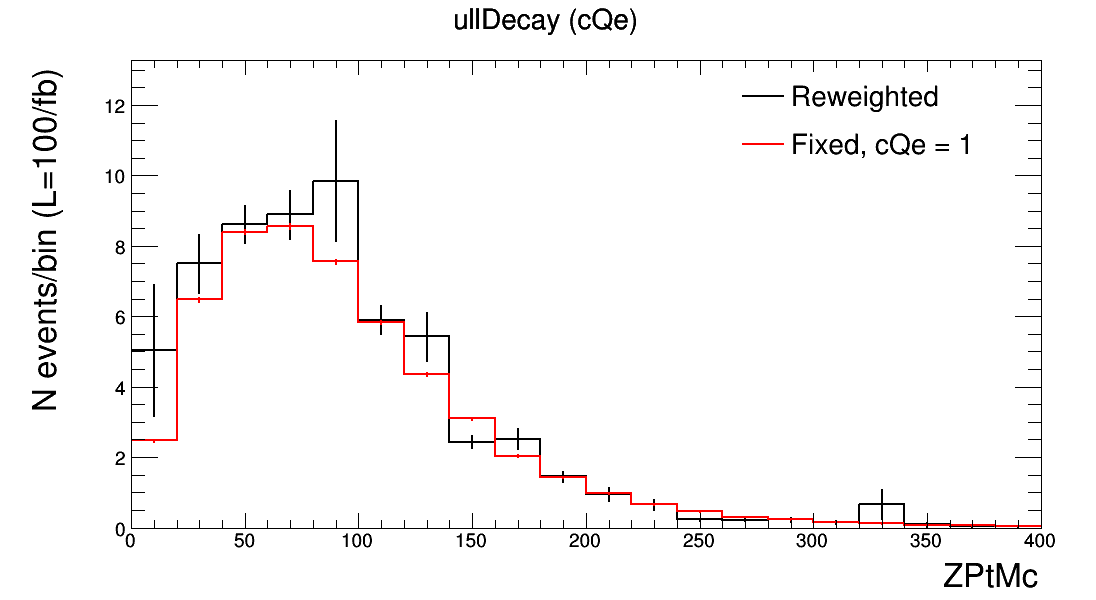 ullDecay (cQe)
N events/bin (L=100/fb)
Reweighted
Fixed, cQe = 1
12
10
8
6
4
2
0
0 50 100 150 200 250 300 350 400
ZPtMc